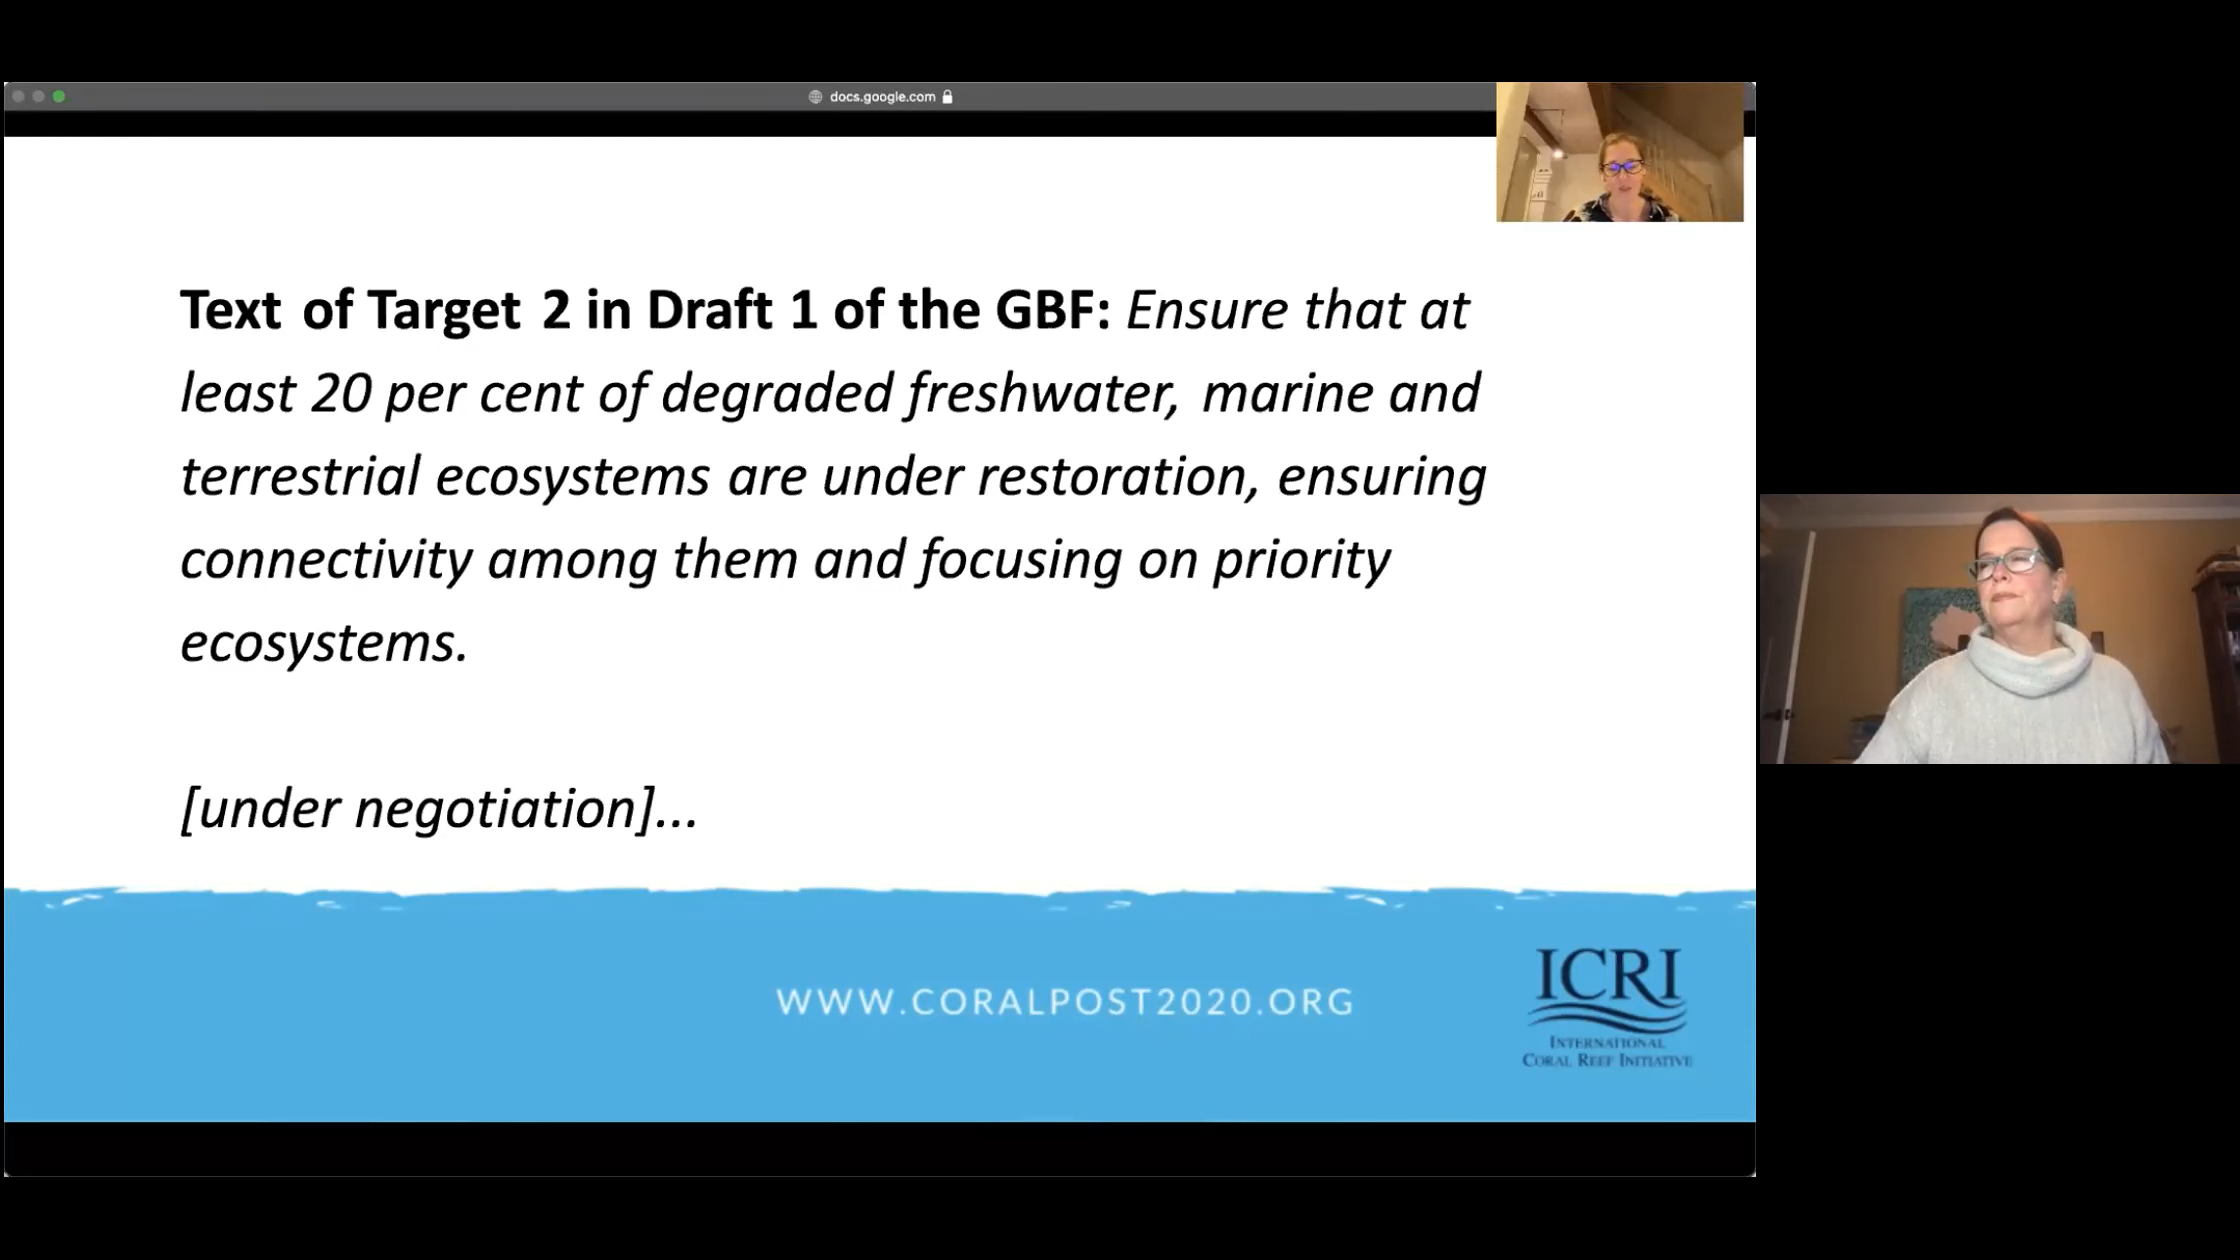 docs.google.com
Text of Target 2 in Draft 1 of the GBF: Ensure that at
least 20 per cent of degraded freshwater, marine and
terrestrial ecosystems are under restoration, ensuring
connectivity among them and focusing on priority
ecosystems.
[under negotiation]...
WWW.CORALPOST2020.ORG
ICRI
INTERNATIONAL
CORAL REEF INITIATIVE